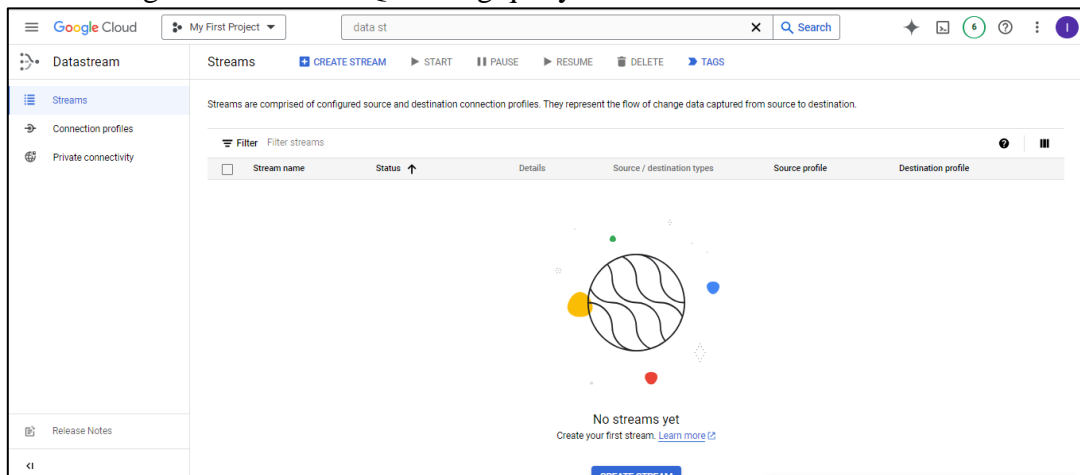 Google Cloud My First Project data st Search 6 I
Datastream Streams CREATE STREAM START PAUSE RESUME DELETE TAGS
Streams
Streams are comprised of configured source and destination connection profiles. They represent the flow of change data captured from source to destination.
Connection profiles
Filter Filter streams
Private connectivity
Stream name Status Details Source / destination types Source profile Destination profile
No streams yet
Create your first stream. Learn more
Release Notes
CREATE STREAM